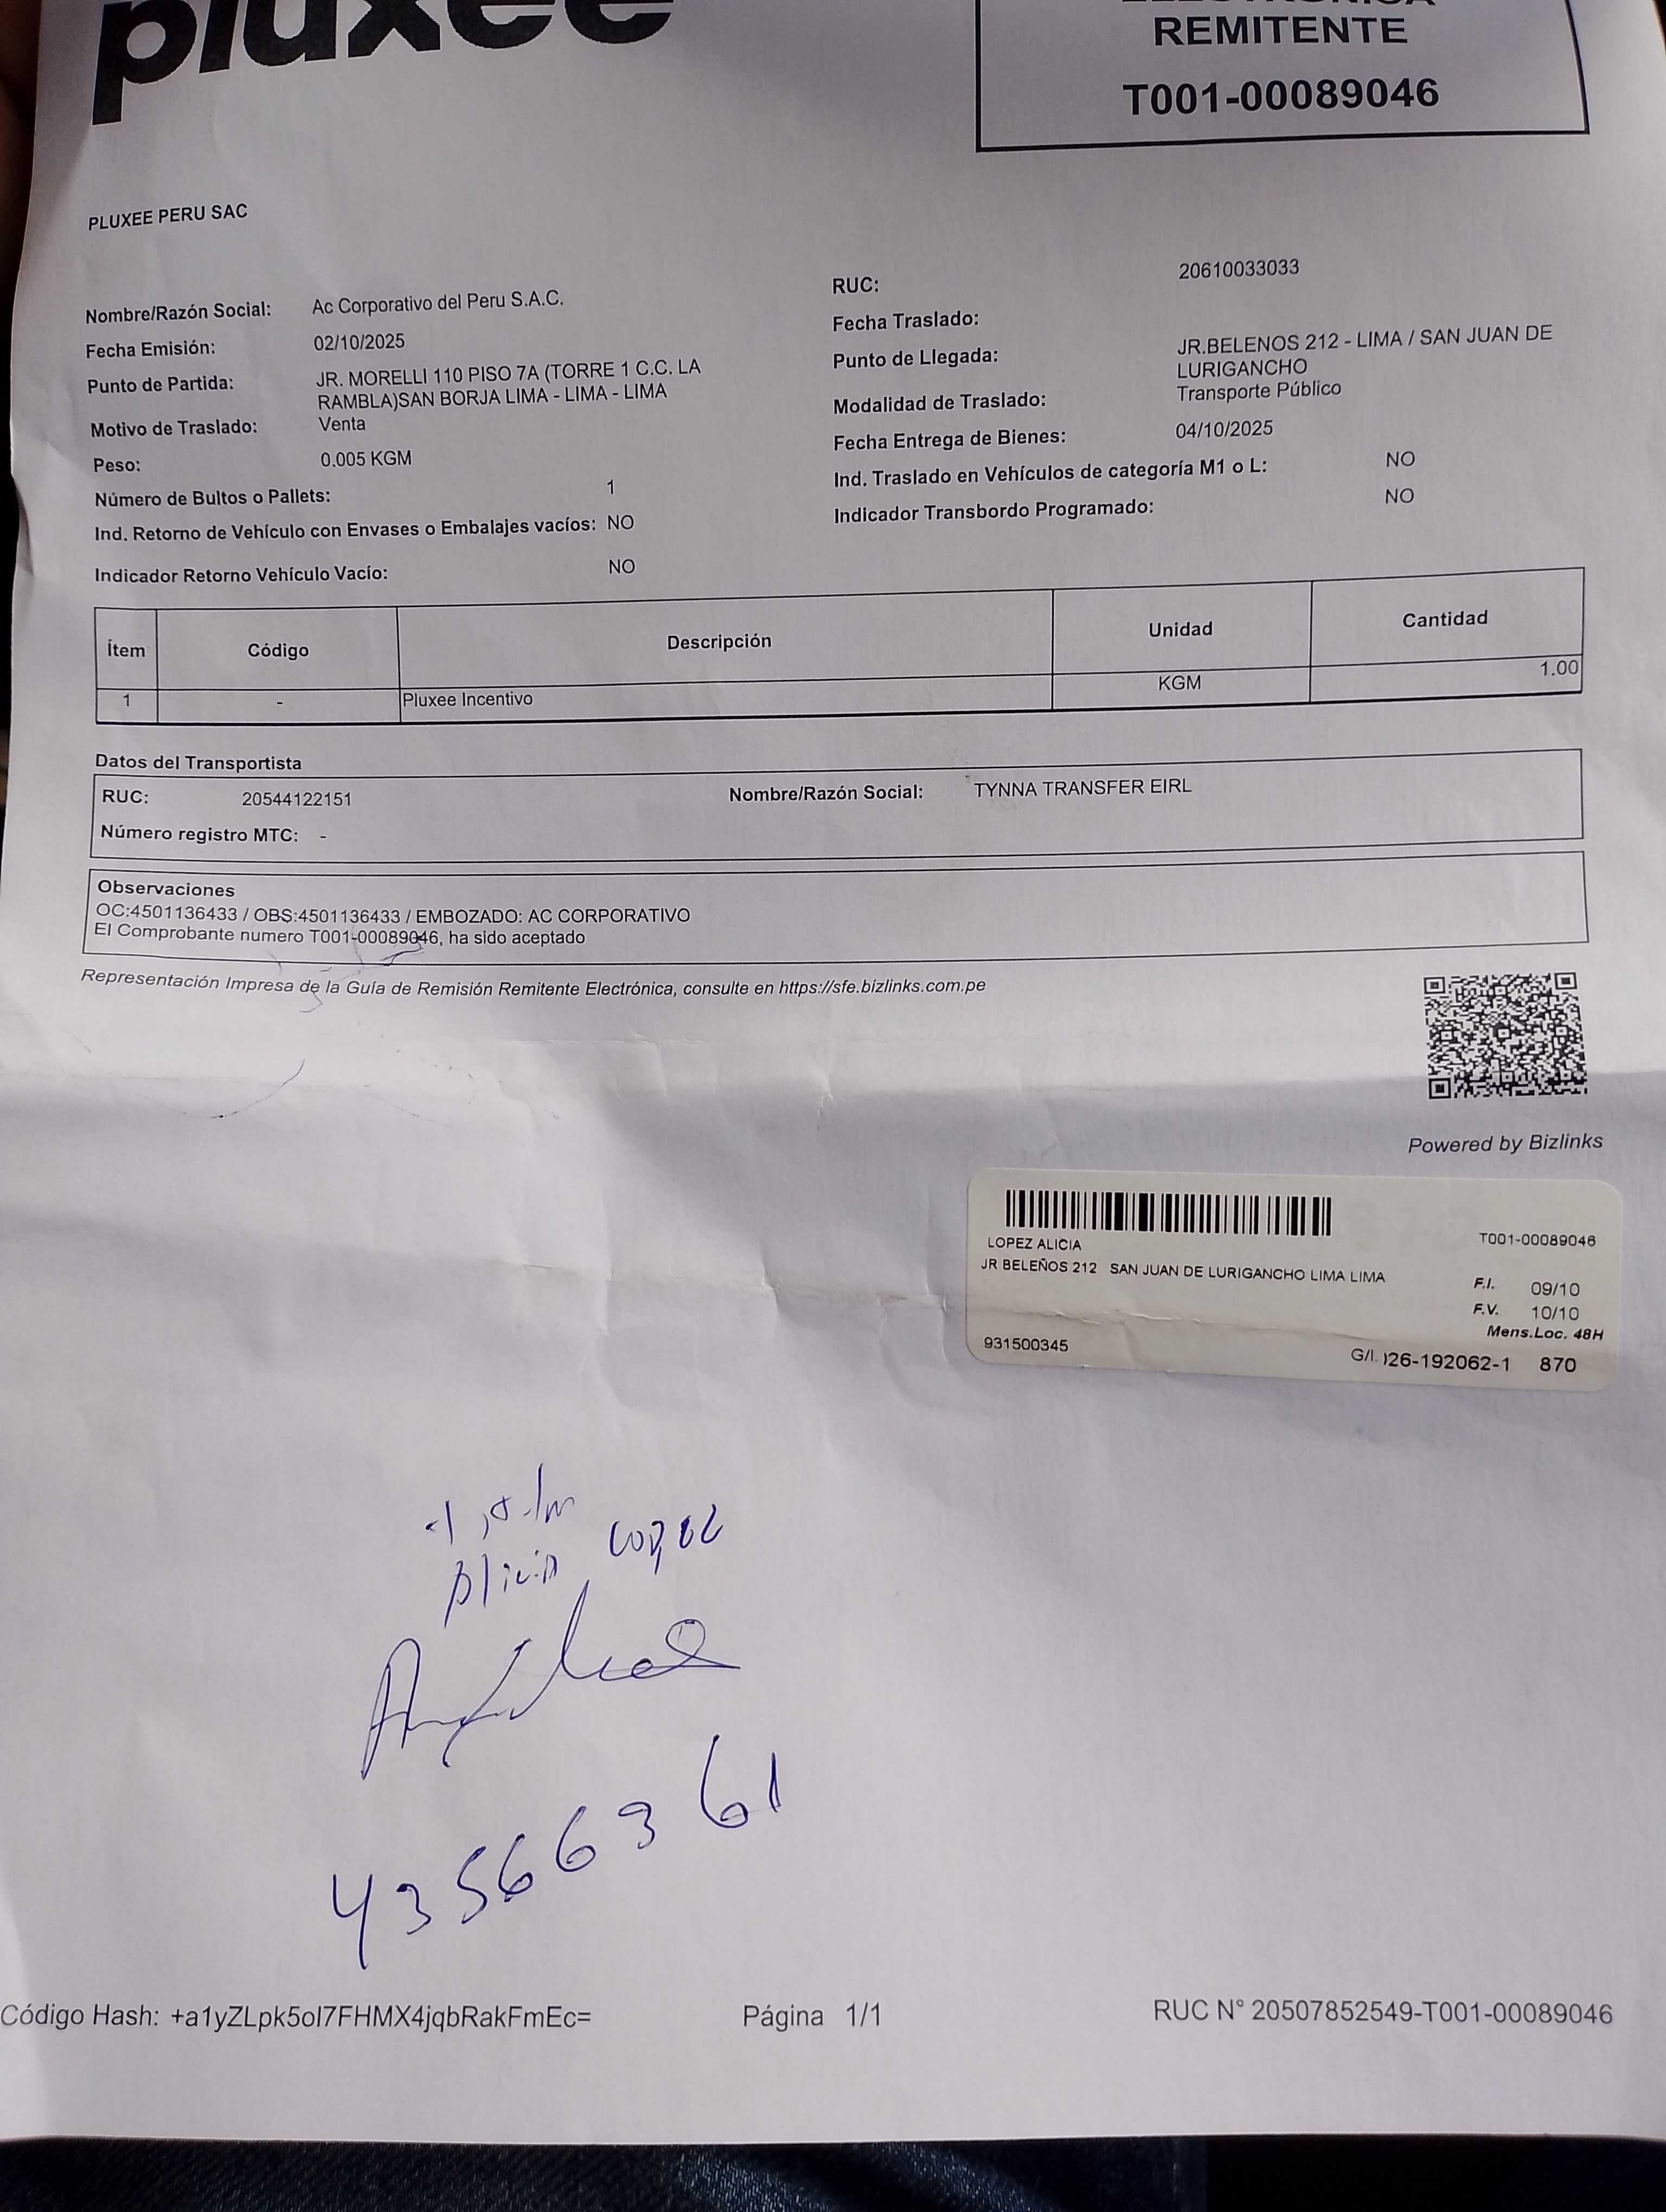 pluxee
ELECTRÓNICA
REMITENTE
T001-00089046
PLUXEE PERU SAC
Nombre/Razón Social: Ac Corporativo del Peru S.A.C.
Fecha Emisión: 02/10/2025
Punto de Partida: JR. MORELLI 110 PISO 7A (TORRE 1 C.C. LA
RAMBLA)SAN BORJA LIMA - LIMA - LIMA
Motivo de Traslado: Venta
Peso: 0.005 KGM
Número de Bultos o Pallets: 1
Ind. Retorno de Vehículo con Envases o Embalajes vacíos: NO
Indicador Retorno Vehículo Vacío: NO
RUC: 20610033033
Fecha Traslado:
Punto de Llegada: JR.BELENOS 212 - LIMA / SAN JUAN DE
LURIGANCHO
Modalidad de Traslado: Transporte Público
Fecha Entrega de Bienes: 04/10/2025
Ind. Traslado en Vehículos de categoría M1 o L: NO
Indicador Transbordo Programado: NO
Ítem Código Descripción Unidad Cantidad
1 - Pluxee Incentivo KGM 1.00
Datos del Transportista
RUC: 20544122151 Nombre/Razón Social: TYNNA TRANSFER EIRL
Número registro MTC: -
Observaciones
OC:4501136433 / OBS:4501136433 / EMBOZADO: AC CORPORATIVO
El Comprobante numero T001-00089046, ha sido aceptado
Representación Impresa de la Guía de Remisión Remitente Electrónica, consulte en https://sfe.bizlinks.com.pe
Powered by Bizlinks
LOPEZ ALICIA T001-00089046
JR BELEÑOS 212 SAN JUAN DE LURIGANCHO LIMA LIMA
F.I. 09/10
F.V. 10/10
Mens.Loc. 48H
931500345 G/I. )26-192062-1 870
Alicia Lopez
43566361
Código Hash: +a1yZLpk5ol7FHMX4jqbRakFmEc= Página 1/1 RUC N° 20507852549-T001-00089046